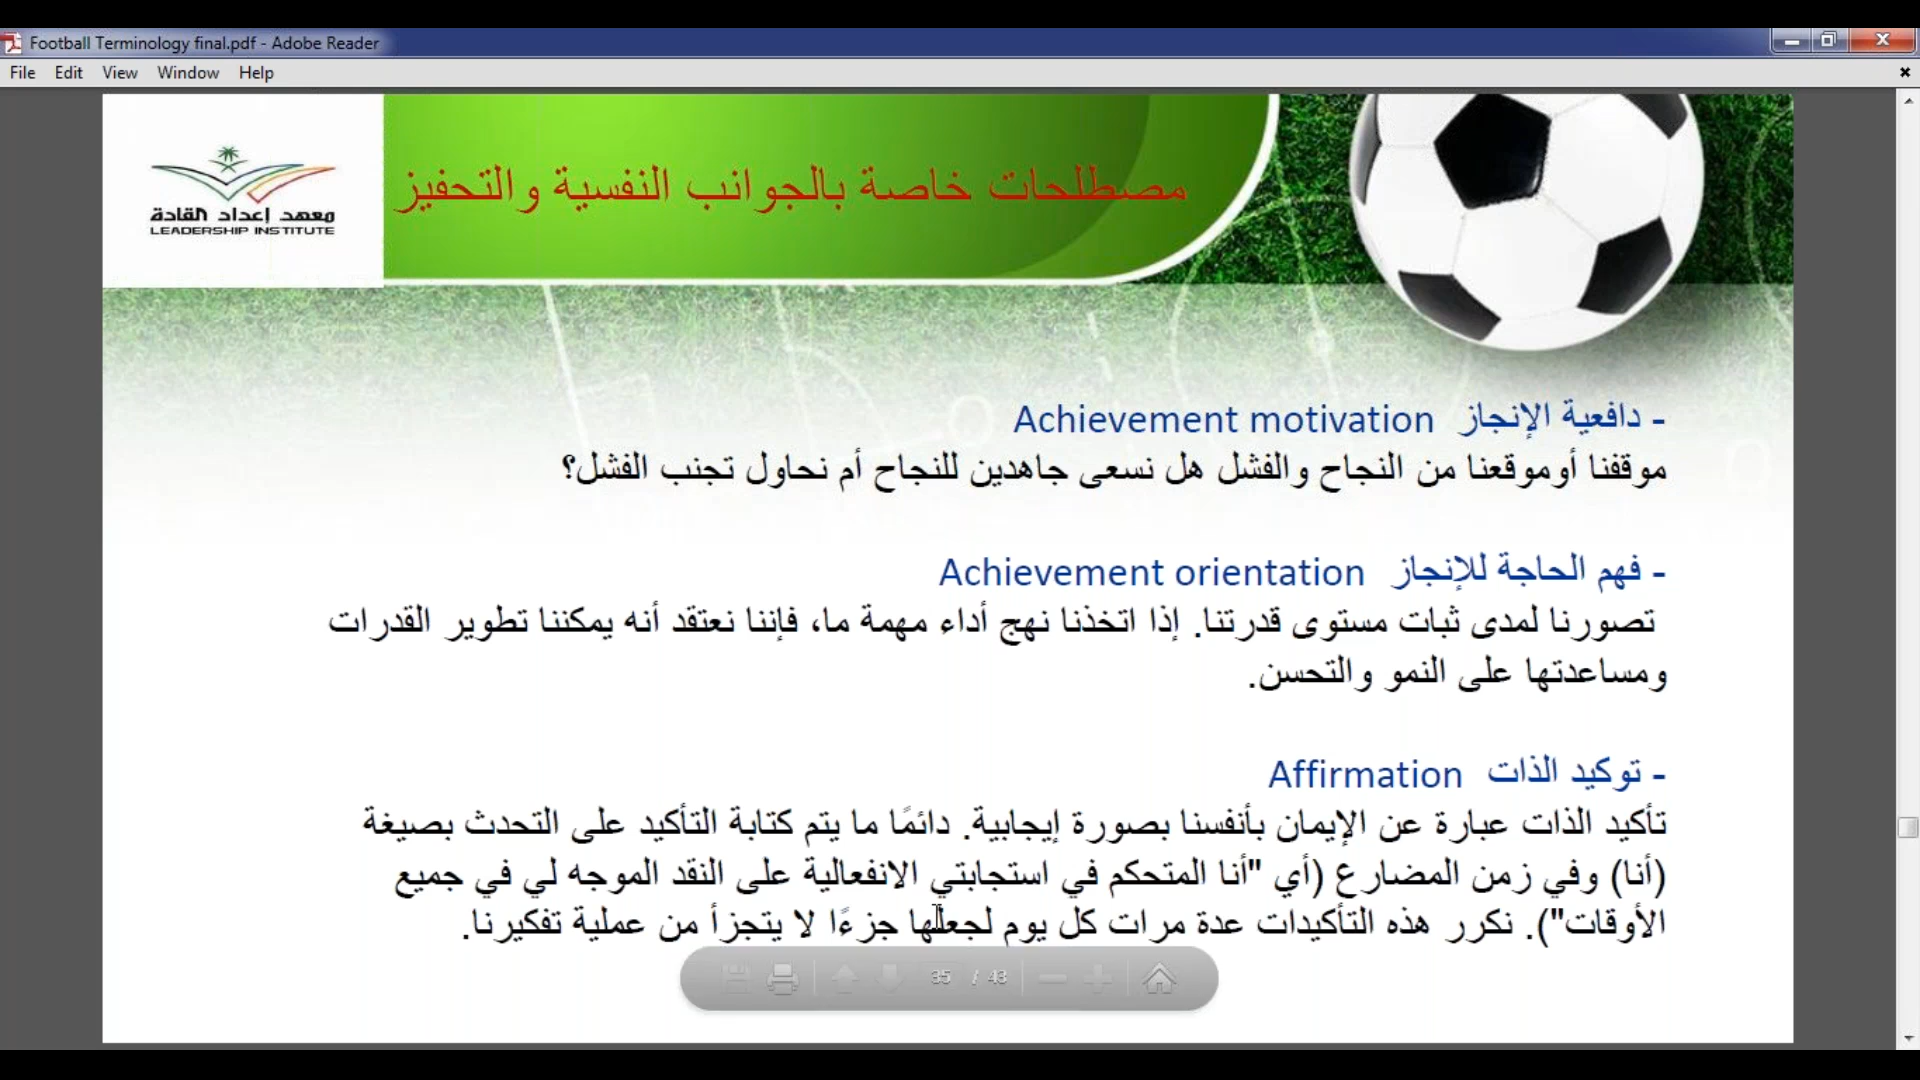 Football Terminology final.pdf - Adobe Reader
File Edit View Window Help
معهد إعداد القادة
LEADERSHIP INSTITUTE
مصطلحات خاصة بالجوانب النفسية والتحفيز
- دافعية الإنجاز Achievement motivation
موقفنا أوموقعنا من النجاح والفشل هل نسعى جاهدين للنجاح أم نحاول تجنب الفشل؟
- فهم الحاجة للإنجاز Achievement orientation
تصورنا لمدى ثبات مستوى قدرتنا. إذا اتخذنا نهج أداء مهمة ما، فإننا نعتقد أنه يمكننا تطوير القدرات
ومساعدتها على النمو والتحسن.
- توكيد الذات Affirmation
تأكيد الذات عبارة عن الإيمان بأنفسنا بصورة إيجابية. دائمًا ما يتم كتابة التأكيد على التحدث بصيغة
(أنا) وفي زمن المضارع (أي "أنا المتحكم في استجابتي الانفعالية على النقد الموجه لي في جميع
الأوقات"). نكرر هذه التأكيدات عدة مرات كل يوم لجعلها جزءًا لا يتجزأ من عملية تفكيرنا.
35 / 43